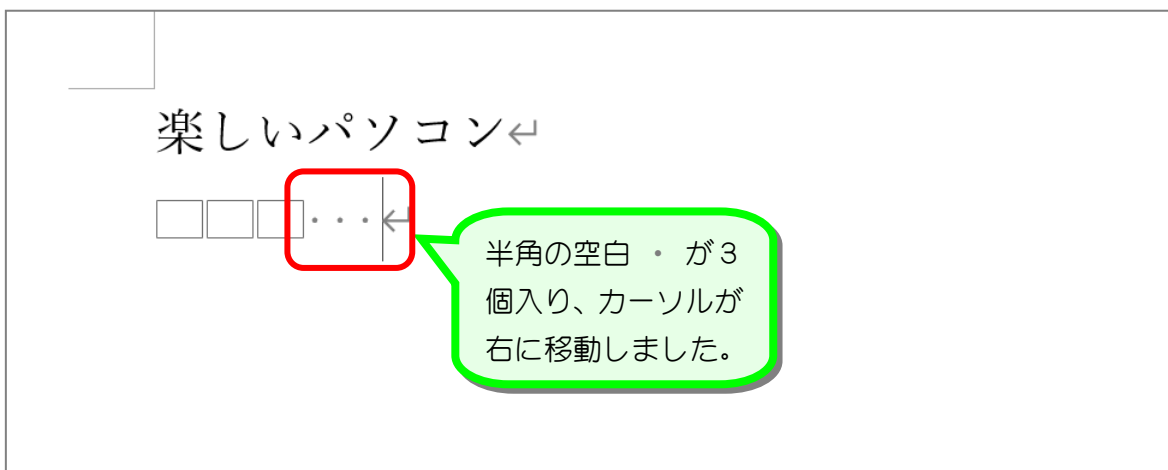 楽しいパソコン↵
□□□・・・↵
半角の空白 ・ が３
個入り、カーソルが
右に移動しました。